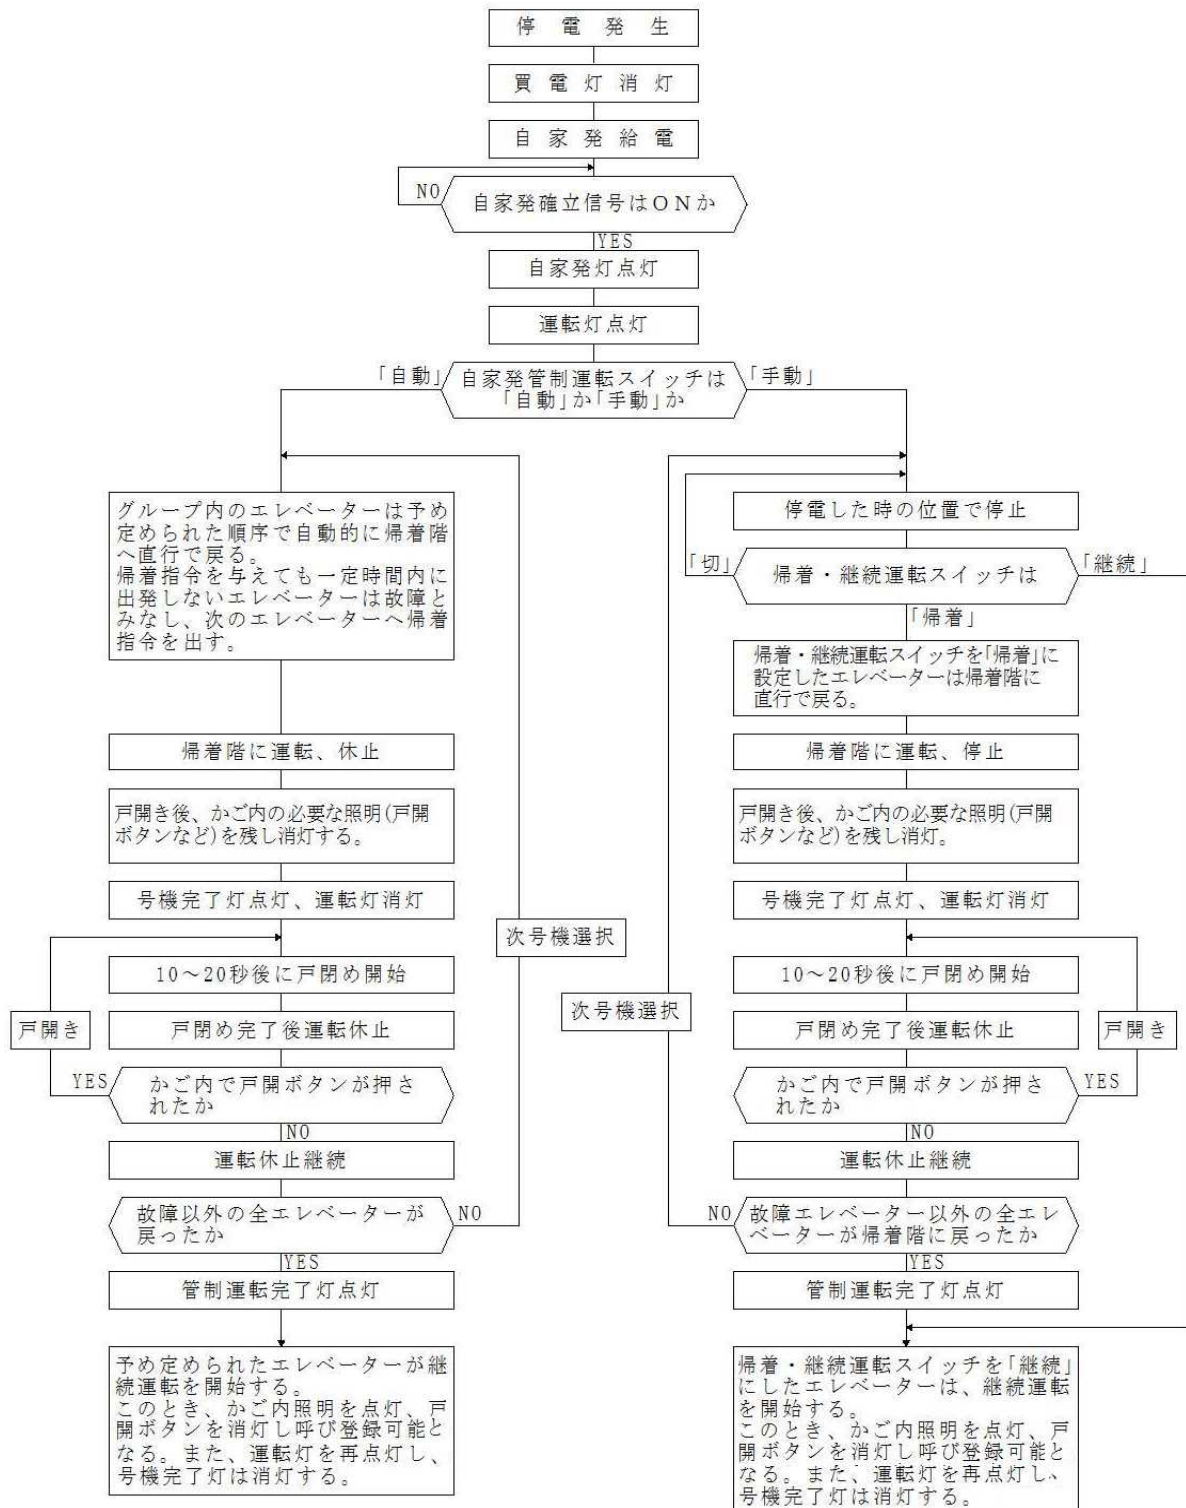 停電発生
買電灯消灯
自家発給電
NO
自家発確立信号はＯＮか
YES
自家発灯点灯
運転灯点灯
「自動」
自家発管制運転スイッチは
「自動」か「手動」か
「手動」
グループ内のエレベーターは予め
定められた順序で自動的に帰着階
へ直行で戻る。
帰着指令を与えても一定時間内に
出発しないエレベーターは故障と
みなし、次のエレベーターへ帰着
指令を出す。
帰着階に運転、休止
戸開き後、かご内の必要な照明(戸開
ボタンなど)を残し消灯する。
号機完了灯点灯、運転灯消灯
次号機選択
10～20秒後に戸閉め開始
戸開き
戸閉め完了後運転休止
YES
かご内で戸開ボタンが押さ
れたか
NO
運転休止継続
故障以外の全エレベーターが
戻ったか
NO
YES
管制運転完了灯点灯
予め定められたエレベーターが継
続運転を開始する。
このとき、かご内照明を点灯、戸
開ボタンを消灯し呼び登録可能と
なる。また、運転灯を再点灯し、
号機完了灯は消灯する。
停電した時の位置で停止
「切」
帰着・継続運転スイッチは
「継続」
「帰着」
帰着・継続運転スイッチを「帰着」に
設定したエレベーターは帰着階に
直行で戻る。
帰着階に運転、停止
戸開き後、かご内の必要な照明(戸開
ボタンなど)を残し消灯。
号機完了灯点灯、運転灯消灯
10～20秒後に戸閉め開始
次号機選択
戸閉め完了後運転休止
戸開き
かご内で戸開ボタンが押さ
れたか
YES
NO
運転休止継続
NO
故障エレベーター以外の全エレ
ベーターが帰着階に戻ったか
YES
管制運転完了灯点灯
帰着・継続運転スイッチを「継続」
にしたエレベーターは、継続運転
を開始する。
このとき、かご内照明を点灯、戸
開ボタンを消灯し呼び登録可能と
なる。また、運転灯を再点灯し、
号機完了灯は消灯する。